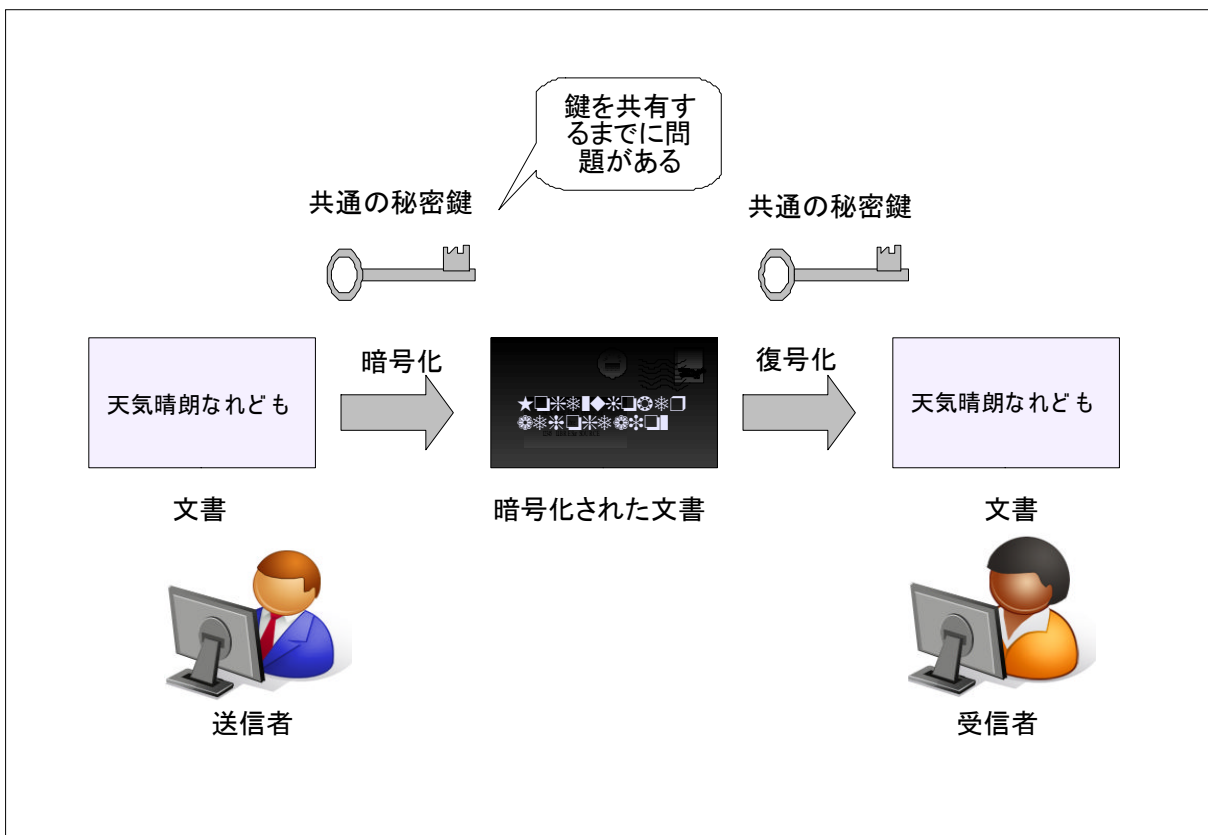 鍵を共有す
るまでに問
題がある
共通の秘密鍵
共通の秘密鍵
暗号化
復号化
天気晴朗なれども
天気晴朗なれども
文書
暗号化された文書
文書
送信者
受信者